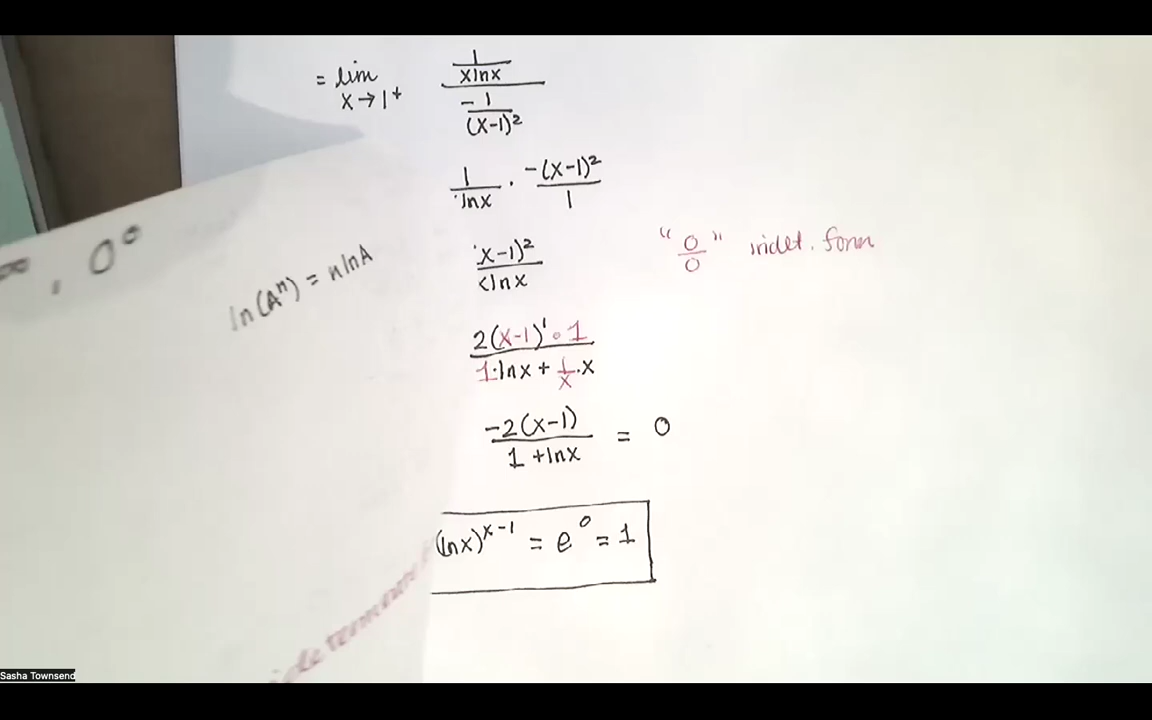 = lim x→1⁺ (1/(x ln x)) / (-1/(x-1)²)
1/(ln x) · -(x-1)²/1
x-1)²/(x ln x) "0/0" indet. form
, 0⁰
ln(Aⁿ) = n ln A
2(x-1)¹·1 / (1·ln x + 1/x·x)
-2(x-1)/(1 + ln x) = 0
(ln x)ˣ⁻¹ = e⁰ = 1
Sasha Townsend